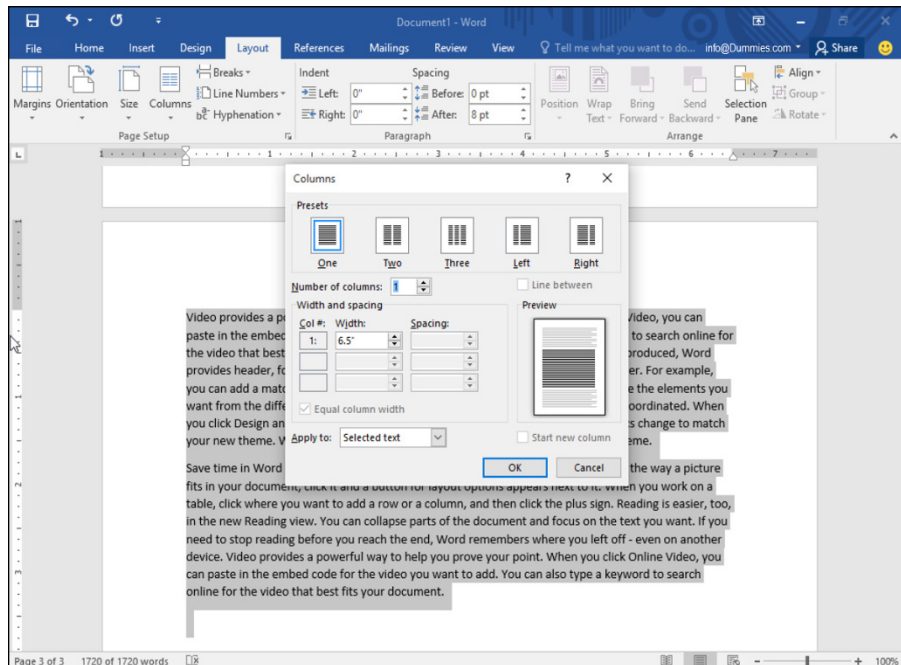 Document1 - Word
File Home Insert Design Layout References Mailings Review View Tell me what you want to do... info@Dummies.com Share
Margins Orientation Size Columns
Breaks
Line Numbers
Hyphenation
Page Setup
Indent Spacing
Left: 0" Before: 0 pt
Right: 0" After: 8 pt
Paragraph
Position Wrap Text Bring Forward Send Backward Selection Pane
Align
Group
Rotate
Arrange
L 1 1 2 3 4 5 6 7
Columns ? X
Presets
One Two Three Left Right
Number of columns: 1 Line between
Width and spacing Preview
Col #: Width: Spacing:
1: 6.5"
Equal column width
Apply to: Selected text Start new column
OK Cancel
Video provides a Video, you can
paste in the embed to search online for
the video that best produced, Word
provides header, For example,
you can add a the elements you
want from the coordinated. When
you click Design change to match
your new theme.
Save time in Word the way a picture
fits in your document, click it and a button for layout options appears next to it. When you work on a
table, click where you want to add a row or a column, and then click the plus sign. Reading is easier, too,
in the new Reading view. You can collapse parts of the document and focus on the text you want. If you
need to stop reading before you reach the end, Word remembers where you left off - even on another
device. Video provides a powerful way to help you prove your point. When you click Online Video, you
can paste in the embed code for the video you want to add. You can also type a keyword to search
online for the video that best fits your document.
Page 3 of 3 1720 of 1720 words 100%